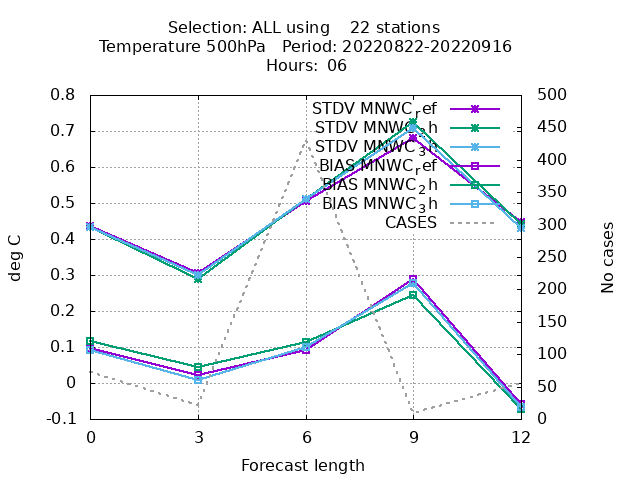 Selection: ALL using 22 stations
Temperature 500hPa Period: 20220822-20220916
Hours: 06
0.8
0.7
0.6
0.5
0.4
0.3
0.2
0.1
0
-0.1
500
450
400
350
300
250
200
150
100
50
0
deg C
No cases
STDV MNWC_ref
STDV MNWC_2h
STDV MNWC_3h
BIAS MNWC_ref
BIAS MNWC_2h
BIAS MNWC_3h
CASES
0 3 6 9 12
Forecast length